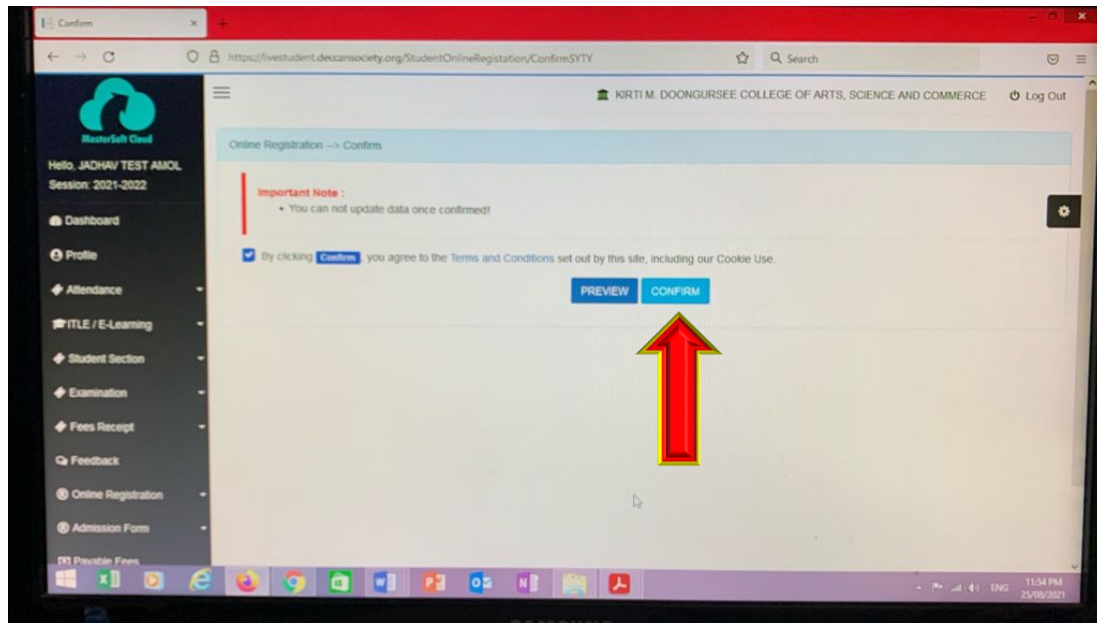 Confirm
https://livestudent.deccansociety.org/StudentOnlineRegistation/ConfirmSYTY
Search
KIRTI M. DOONGURSEE COLLEGE OF ARTS, SCIENCE AND COMMERCE
Log Out
MasterSoft Cloud
Hello, JADHAV TEST AMOL
Session: 2021-2022
Dashboard
Profile
Attendance
ITLE / E-Learning
Student Section
Examination
Fees Receipt
Feedback
Online Registration
Admission Form
Payable Fees
Online Registration --> Confirm
Important Note :
• You can not update data once confirmed!
By clicking Confirm, you agree to the Terms and Conditions set out by this site, including our Cookie Use.
PREVIEW CONFIRM
ENG
11:54 PM
25/08/2021